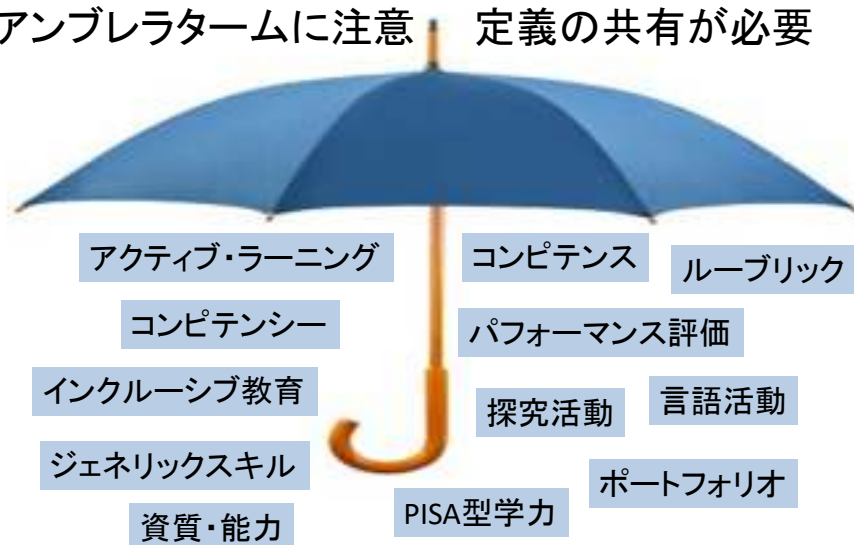 アンブレラタームに注意　定義の共有が必要
アクティブ・ラーニング
コンピテンス
ルーブリック
コンピテンシー
パフォーマンス評価
インクルーシブ教育
探究活動
言語活動
ジェネリックスキル
ポートフォリオ
資質・能力
PISA型学力